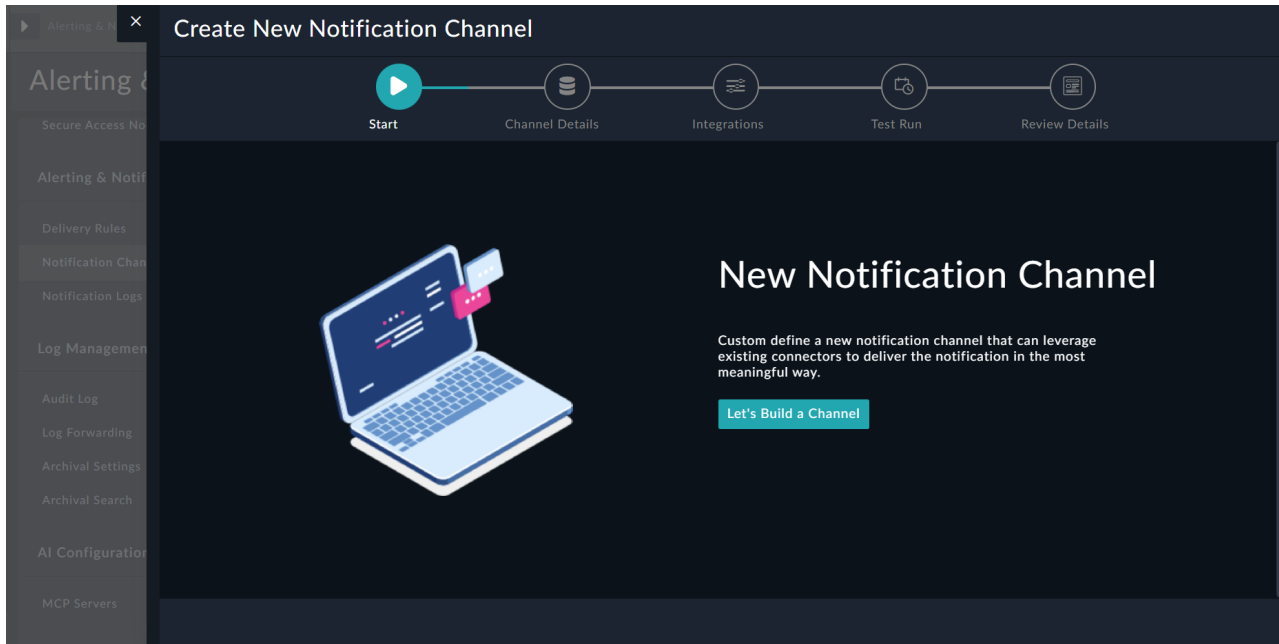 Alerting & N
×
Create New Notification Channel
Alerting &
Start
Channel Details
Integrations
Test Run
Review Details
Secure Access No
Alerting & Notif
Delivery Rules
Notification Chan
Notification Logs
Log Managemen
Audit Log
Log Forwarding
Archival Settings
Archival Search
AI Configuration
MCP Servers
New Notification Channel
Custom define a new notification channel that can leverage
existing connectors to deliver the notification in the most
meaningful way.
Let's Build a Channel